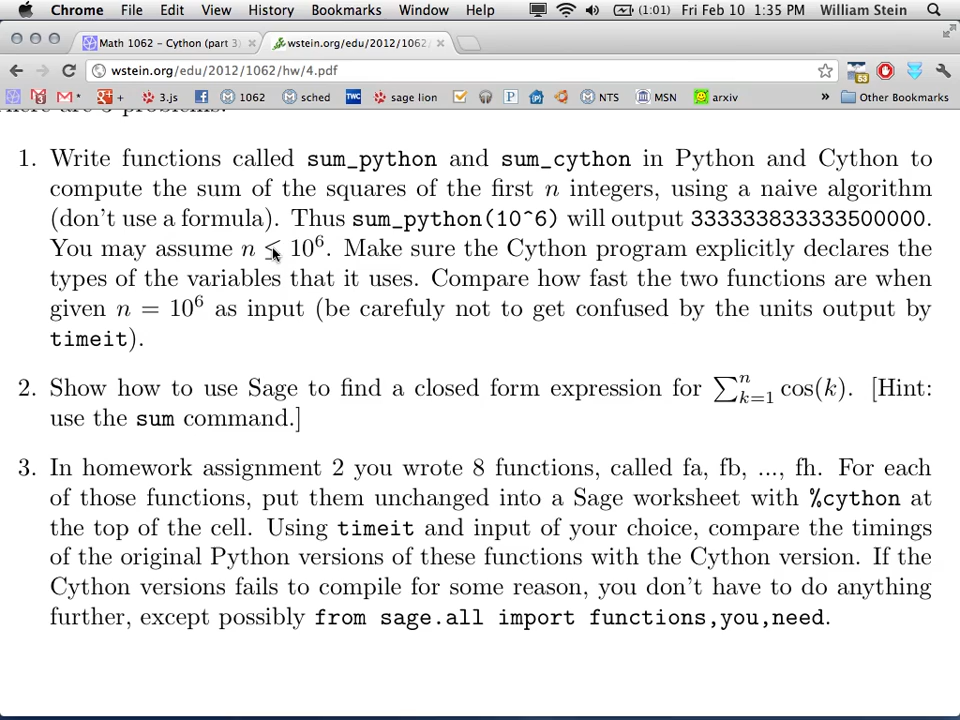 Chrome File Edit View History Bookmarks Window Help (1:01) Fri Feb 10 1:35 PM William Stein
Math 1062 - Cython (part 3) wstein.org/edu/2012/1062/
wstein.org/edu/2012/1062/hw/4.pdf
+ 3.js 1062 sched TWC sage lion NTS MSN arxiv » Other Bookmarks
1. Write functions called sum_python and sum_cython in Python and Cython to
compute the sum of the squares of the first n integers, using a naive algorithm
(don't use a formula). Thus sum_python(10^6) will output 333333833333500000.
You may assume n ≤ 10⁶. Make sure the Cython program explicitly declares the
types of the variables that it uses. Compare how fast the two functions are when
given n = 10⁶ as input (be carefuly not to get confused by the units output by
timeit).
2. Show how to use Sage to find a closed form expression for ∑ⁿₖ₌₁ cos(k). [Hint:
use the sum command.]
3. In homework assignment 2 you wrote 8 functions, called fa, fb, ..., fh. For each
of those functions, put them unchanged into a Sage worksheet with %cython at
the top of the cell. Using timeit and input of your choice, compare the timings
of the original Python versions of these functions with the Cython version. If the
Cython versions fails to compile for some reason, you don't have to do anything
further, except possibly from sage.all import functions,you,need.